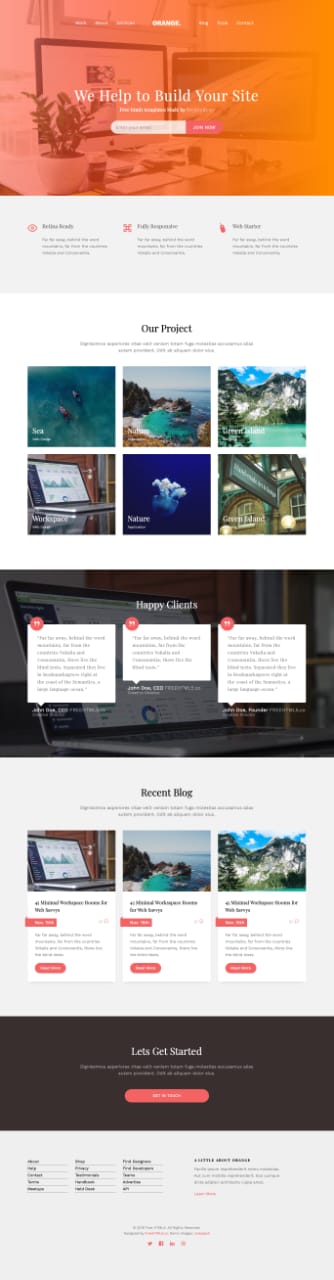 Work About Services ORANGE. Blog Team Contact
We Help to Build Your Site
Free html5 templates Made by freehtml5.co
Enter your email JOIN NOW
Retina Ready
Far far away, behind the word
mountains, far from the countries
Vokalia and Consonantia.
Fully Responsive
Far far away, behind the word
mountains, far from the countries
Vokalia and Consonantia.
Web Starter
Far far away, behind the word
mountains, far from the countries
Vokalia and Consonantia.
Our Project
Dignissimos asperiores vitae velit veniam totam fuga molestias accusamus alias
autem provident. Odit ab aliquam dolor eius.
Sea
Web Design
Nature
Application
Green Island
Workspace
Web Design
Nature
Application
Green Island
Happy Clients
"Far far away, behind the word
mountains, far from the
countries Vokalia and
Consonantia, there live the
blind texts. Separated they live
in Bookmarksgrove right at
the coast of the Semantics, a
large language ocean."
John Doe, CEO FREEHTML5.co
Creative Director
"Far far away, behind the word
mountains, far from the
countries Vokalia and
Consonantia, there live the
blind texts."
John Doe, CEO FREEHTML5.co
Creative Director
"Far far away, behind the word
mountains, far from the
countries Vokalia and
Consonantia, there live the
blind texts. Separated they live
in Bookmarksgrove right at
the coast of the Semantics, a
large language ocean."
John Doe, Founder FREEHTML5.co
Creative Director
Recent Blog
Dignissimos asperiores vitae velit veniam totam fuga molestias accusamus alias
autem provident. Odit ab aliquam dolor eius.
45 Minimal Workspace Rooms for
Web Savvys
Nov. 15th
Far far away, behind the word
mountains, far from the countries
Vokalia and Consonantia, there live
the blind texts.
Read More
45 Minimal Workspace Rooms
for Web Savvys
Nov. 15th
Far far away, behind the word
mountains, far from the countries
Vokalia and Consonantia, there live
the blind texts.
Read More
45 Minimal Workspace Rooms for
Web Savvys
Nov. 15th
Far far away, behind the word
mountains, far from the countries
Vokalia and Consonantia, there live
the blind texts.
Read More
Lets Get Started
Dignissimos asperiores vitae velit veniam totam fuga molestias accusamus alias
autem provident. Odit ab aliquam dolor eius.
GET IN TOUCH
About
Help
Contact
Terms
Meetups
Shop
Privacy
Testimonials
Handbook
Held Desk
Find Designers
Find Developers
Teams
Advertise
API
A LITTLE ABOUT ORANGE
Facilis ipsum reprehenderit nemo molestias.
Aut cum mollitia reprehenderit. Eos cumque
dicta adipisci architecto culpa amet.
Learn More
© 2016 Free HTML5. All Rights Reserved.
Designed by FreeHTML5.co Demo Images: Unsplash